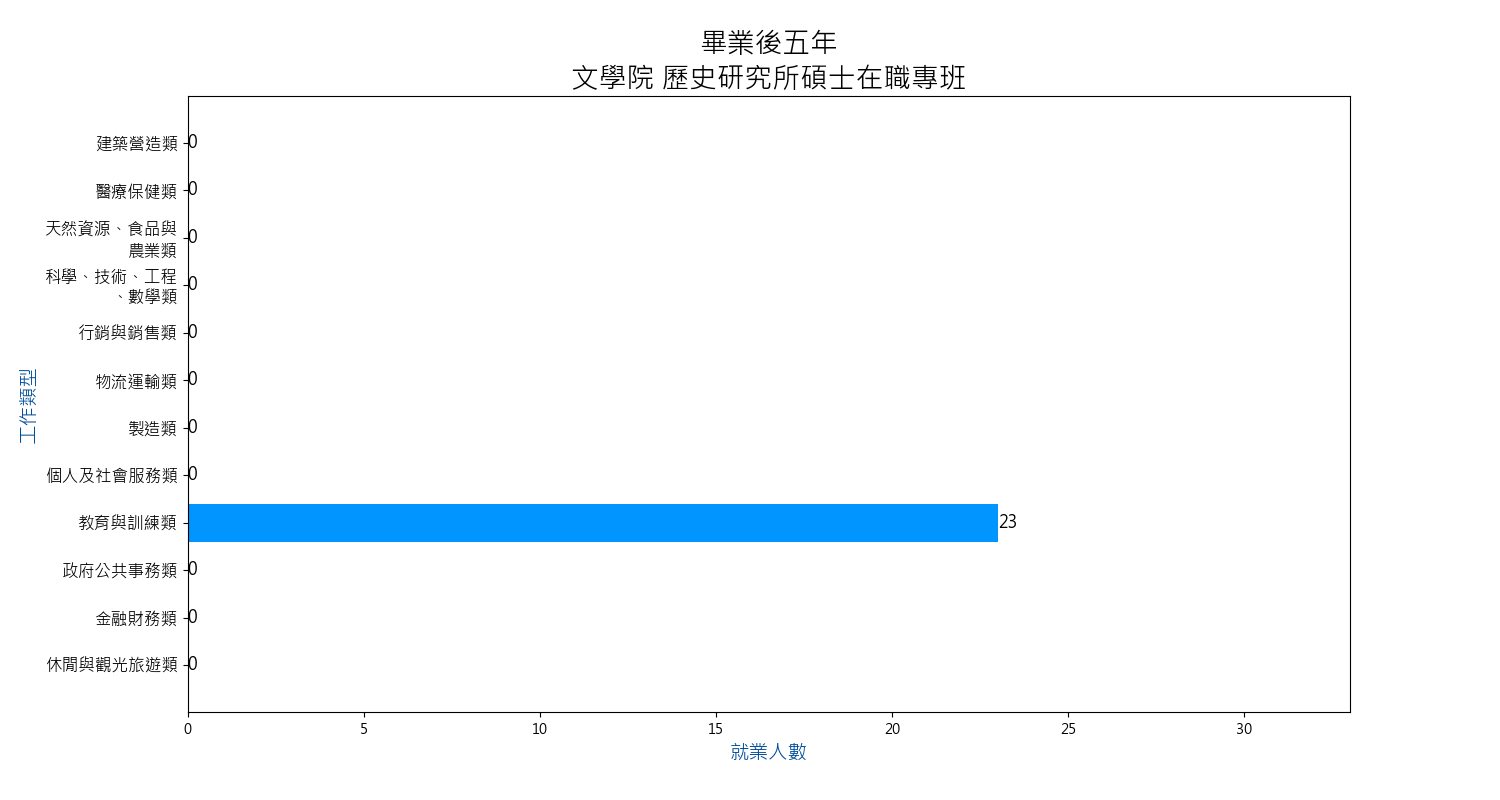 畢業後五年
文學院 歷史研究所碩士在職專班
工作類型
建築營造類 0
醫療保健類 0
天然資源、食品與
農業類 0
科學、技術、工程
、數學類 0
行銷與銷售類 0
物流運輸類 0
製造類 0
個人及社會服務類 0
教育與訓練類 23
政府公共事務類 0
金融財務類 0
休閒與觀光旅遊類 0
0 5 10 15 20 25 30
就業人數